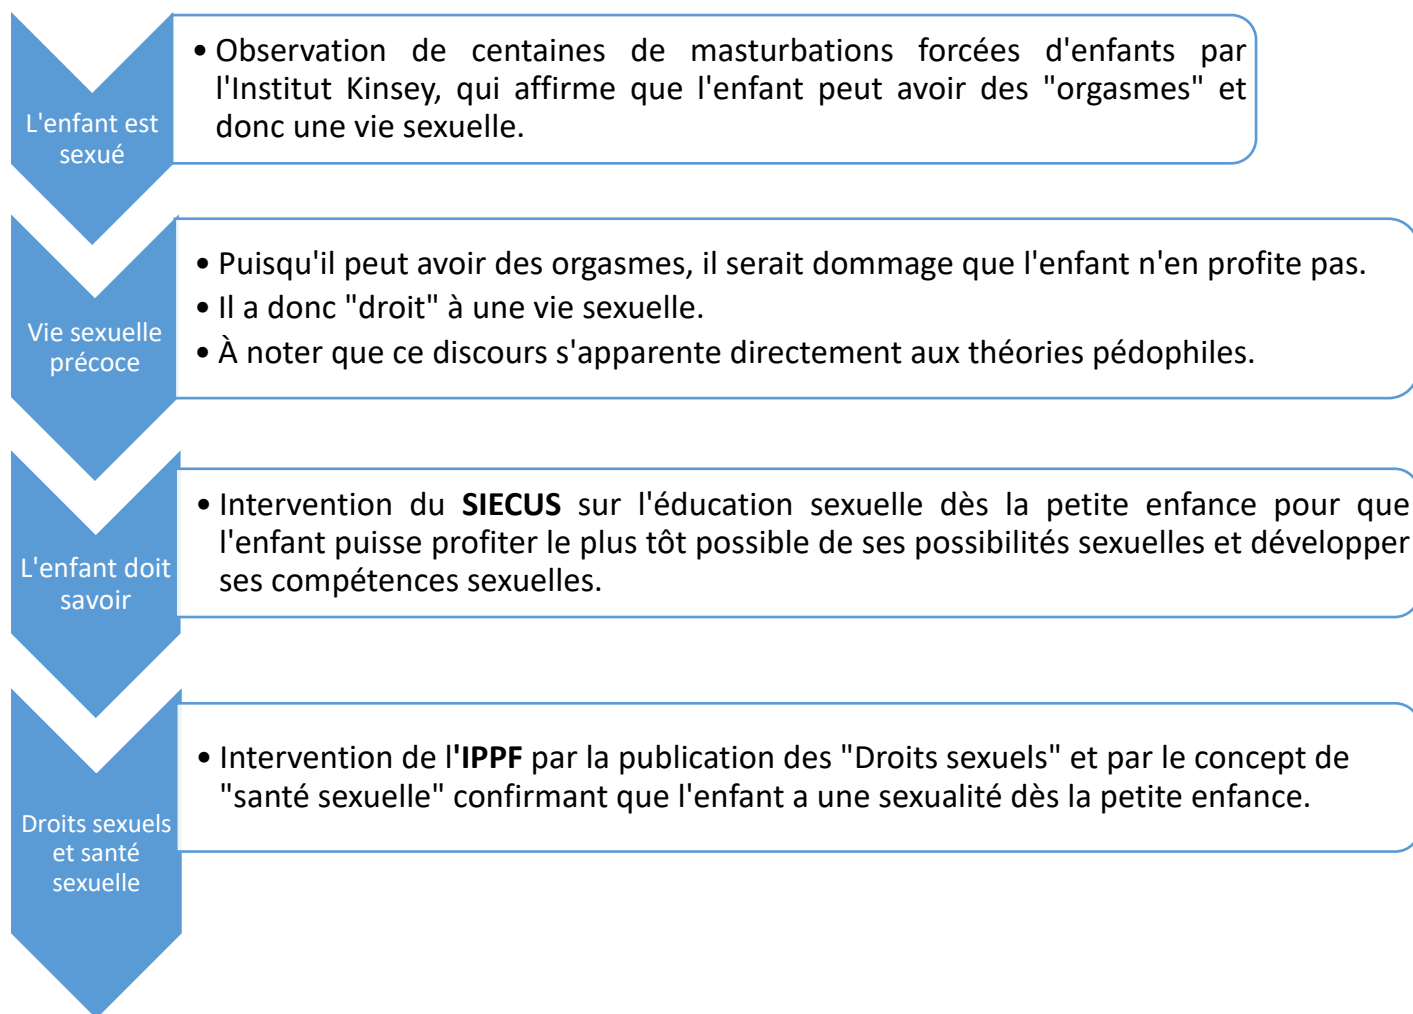 L'enfant est
sexué
• Observation de centaines de masturbations forcées d'enfants par
l'Institut Kinsey, qui affirme que l'enfant peut avoir des "orgasmes" et
donc une vie sexuelle.
Vie sexuelle
précoce
• Puisqu'il peut avoir des orgasmes, il serait dommage que l'enfant n'en profite pas.
• Il a donc "droit" à une vie sexuelle.
• À noter que ce discours s'apparente directement aux théories pédophiles.
L'enfant doit
savoir
• Intervention du SIECUS sur l'éducation sexuelle dès la petite enfance pour que
l'enfant puisse profiter le plus tôt possible de ses possibilités sexuelles et développer
ses compétences sexuelles.
Droits sexuels
et santé
sexuelle
• Intervention de l'IPPF par la publication des "Droits sexuels" et par le concept de
"santé sexuelle" confirmant que l'enfant a une sexualité dès la petite enfance.